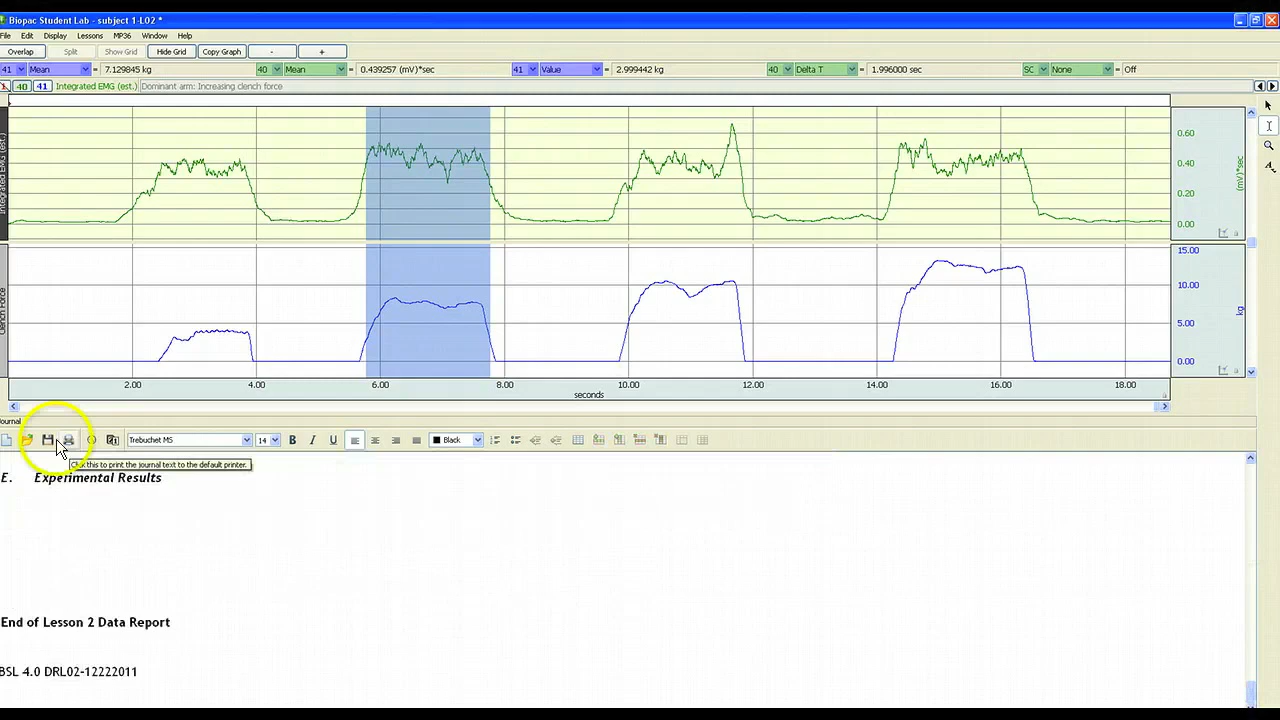 Biopac Student Lab - subject 1-L02 *
File Edit Display Lessons MP36 Window Help
Overlap Split Show Grid Hide Grid Copy Graph - +
41 Mean = 7.129845 kg 40 Mean = 0.439257 (mV)*sec 41 Value = 2.999442 kg 40 Delta T = 1.996000 sec SC None = Off
40 41 Integrated EMG (est.) Dominant arm: Increasing clench force
Integrated EMG (est.)
0.60
0.40
0.20
0.00
(mV)*sec
Clench Force
15.00
10.00
5.00
0.00
kg
2.00 4.00 6.00 8.00 10.00 12.00 14.00 16.00 18.00
seconds
Journal
Trebuchet MS 14 B I U Black
Click this to print the journal text to the default printer.
E. Experimental Results
End of Lesson 2 Data Report
BSL 4.0 DRL02-12222011